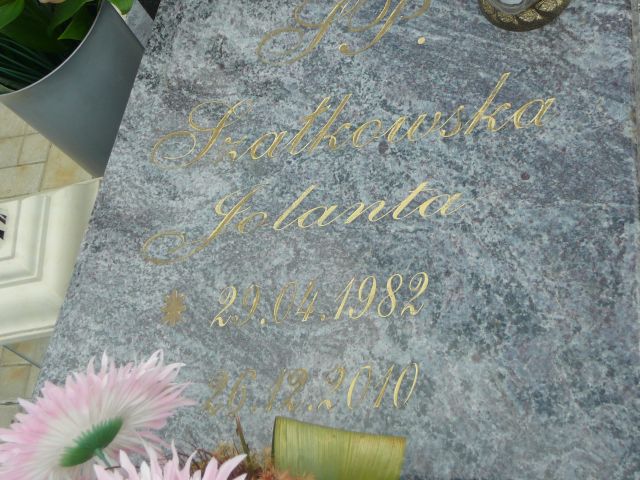 ŚP.
Szatkowska
Jolanta
* 29.04.1982
26.12.2010